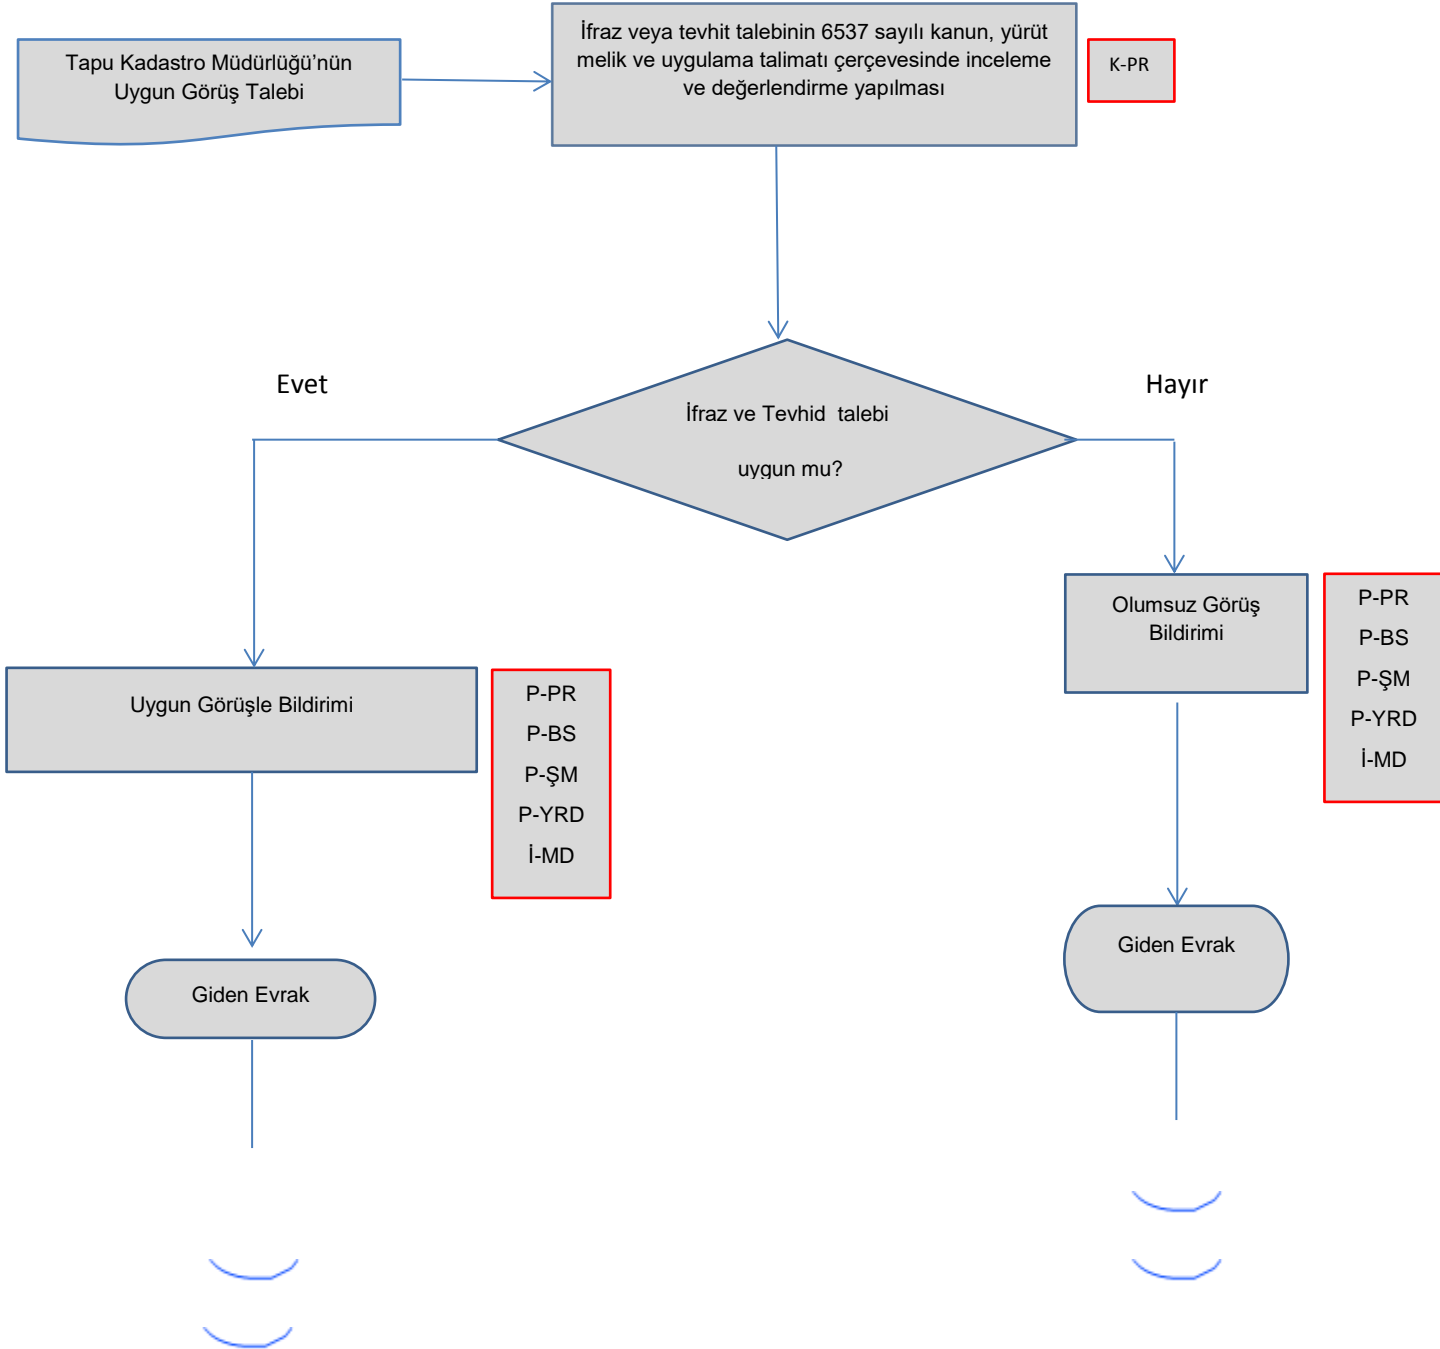 Tapu Kadastro Müdürlüğü’nün
Uygun Görüş Talebi
İfraz veya tevhit talebinin 6537 sayılı kanun, yürüt
melik ve uygulama talimatı çerçevesinde inceleme
ve değerlendirme yapılması
K-PR
Evet
Hayır
İfraz ve Tevhid  talebi
uygun mu?
Olumsuz Görüş
Bildirimi
P-PR
P-BS
P-ŞM
P-YRD
İ-MD
Uygun Görüşle Bildirimi
P-PR
P-BS
P-ŞM
P-YRD
İ-MD
Giden Evrak
Giden Evrak